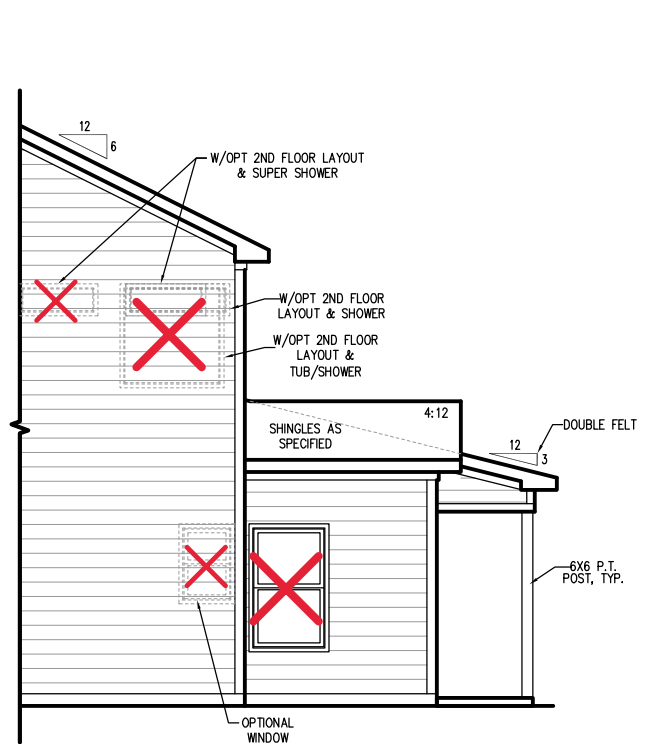 12
6
W/OPT 2ND FLOOR LAYOUT
& SUPER SHOWER
W/OPT 2ND FLOOR
LAYOUT & SHOWER
W/OPT 2ND FLOOR
LAYOUT &
TUB/SHOWER
4:12
SHINGLES AS
SPECIFIED
DOUBLE FELT
12
3
6X6 P.T.
POST, TYP.
OPTIONAL
WINDOW